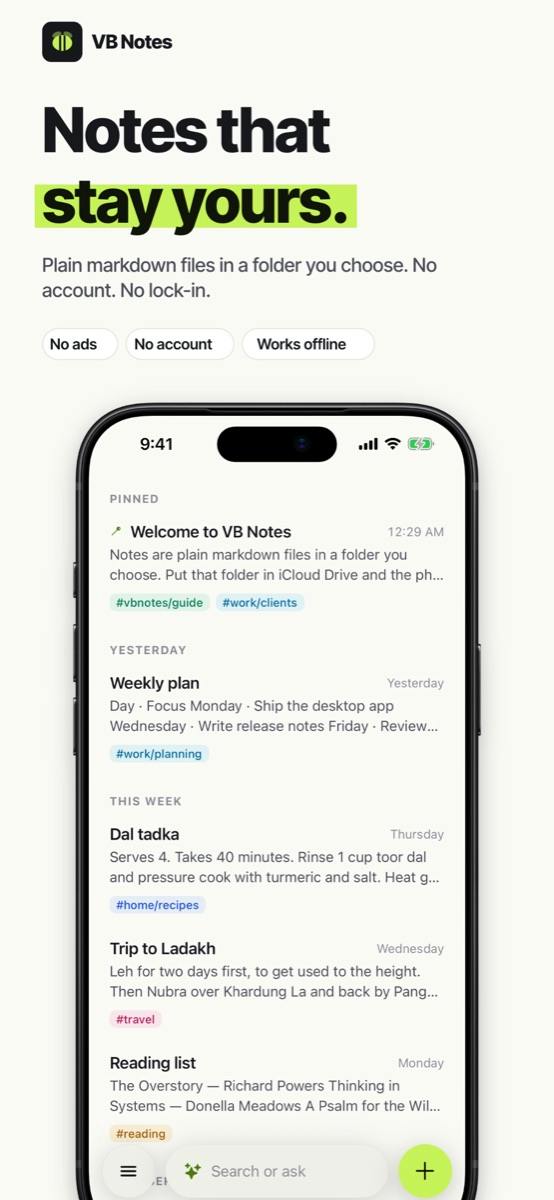 VB Notes
Notes that
stay yours.
Plain markdown files in a folder you choose. No
account. No lock-in.
No ads
No account
Works offline
9:41
PINNED
Welcome to VB Notes
12:29 AM
Notes are plain markdown files in a folder you
choose. Put that folder in iCloud Drive and the ph...
#vbnotes/guide #work/clients
YESTERDAY
Weekly plan
Yesterday
Day · Focus Monday · Ship the desktop app
Wednesday · Write release notes Friday · Review...
#work/planning
THIS WEEK
Dal tadka
Thursday
Serves 4. Takes 40 minutes. Rinse 1 cup toor dal
and pressure cook with turmeric and salt. Heat g...
#home/recipes
Trip to Ladakh
Wednesday
Leh for two days first, to get used to the height.
Then Nubra over Khardung La and back by Pang...
#travel
Reading list
Monday
The Overstory — Richard Powers Thinking in
Systems — Donella Meadows A Psalm for the Wil...
#reading
Search or ask